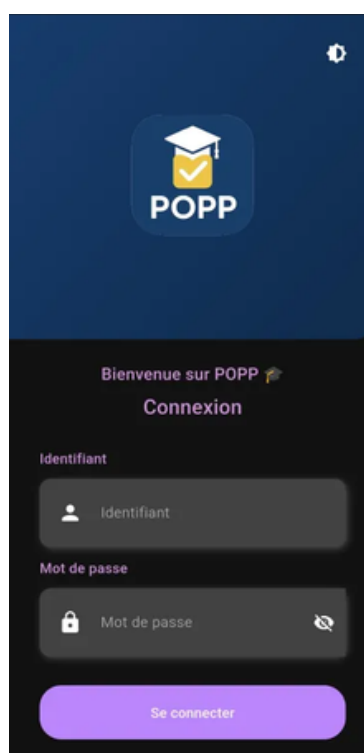 POPP
Bienvenue sur POPP 🎓
Connexion
Identifiant
Identifiant
Mot de passe
Mot de passe
Se connecter